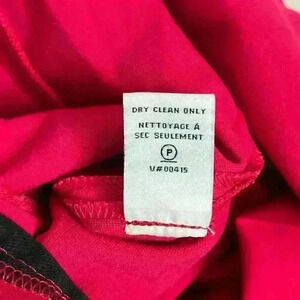 DRY CLEAN ONLY
NETTOYAGE À
SEC SEULEMENT
P
V#00415